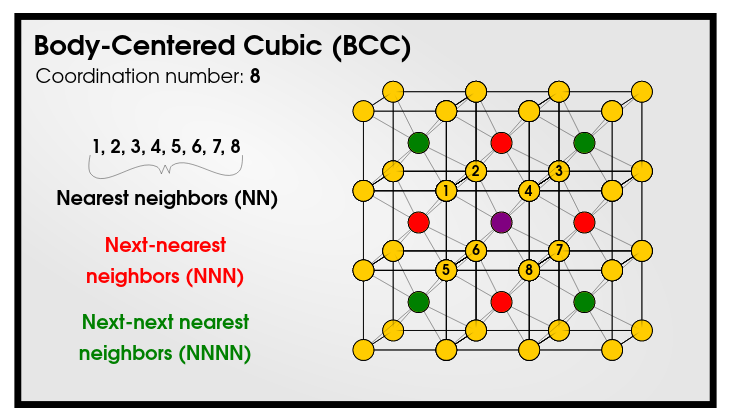 Body-Centered Cubic (BCC)
Coordination number: 8
1, 2, 3, 4, 5, 6, 7, 8
Nearest neighbors (NN)
Next-nearest
neighbors (NNN)
Next-next nearest
neighbors (NNNN)
2 3
1 4
6 7
5 8